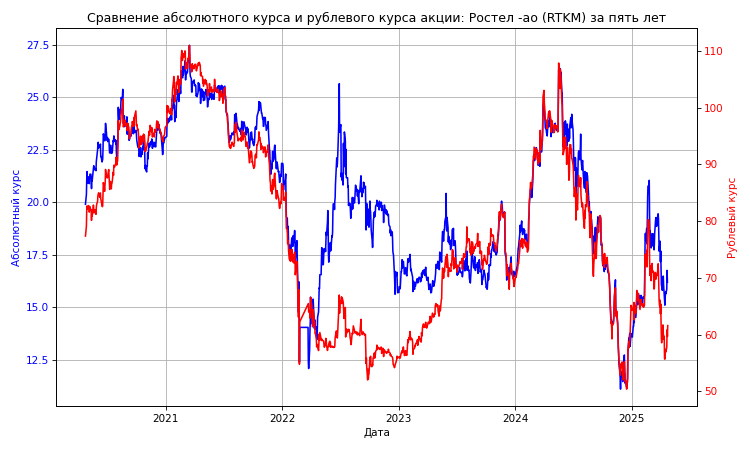 Сравнение абсолютного курса и рублевого курса акции: Ростел -ао (RTKM) за пять лет
27.5
25.0
22.5
20.0
17.5
15.0
12.5
Абсолютный курс
110
100
90
80
70
60
50
Рублевый курс
2021 2022 2023 2024 2025
Дата